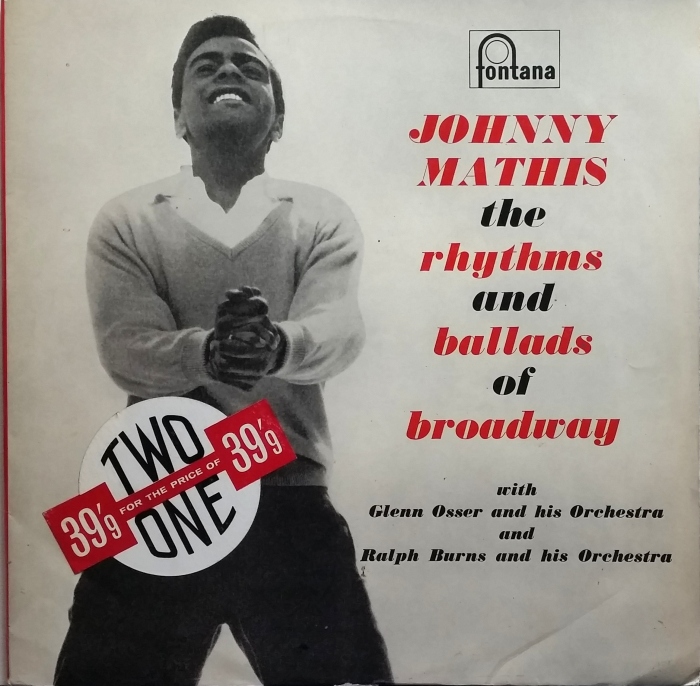 fontana
JOHNNY
MATHIS
the
rhythms
and
ballads
of
broadway
with
Glenn Osser and his Orchestra
and
Ralph Burns and his Orchestra
TWO
39'9
FOR THE PRICE OF
39'9
ONE